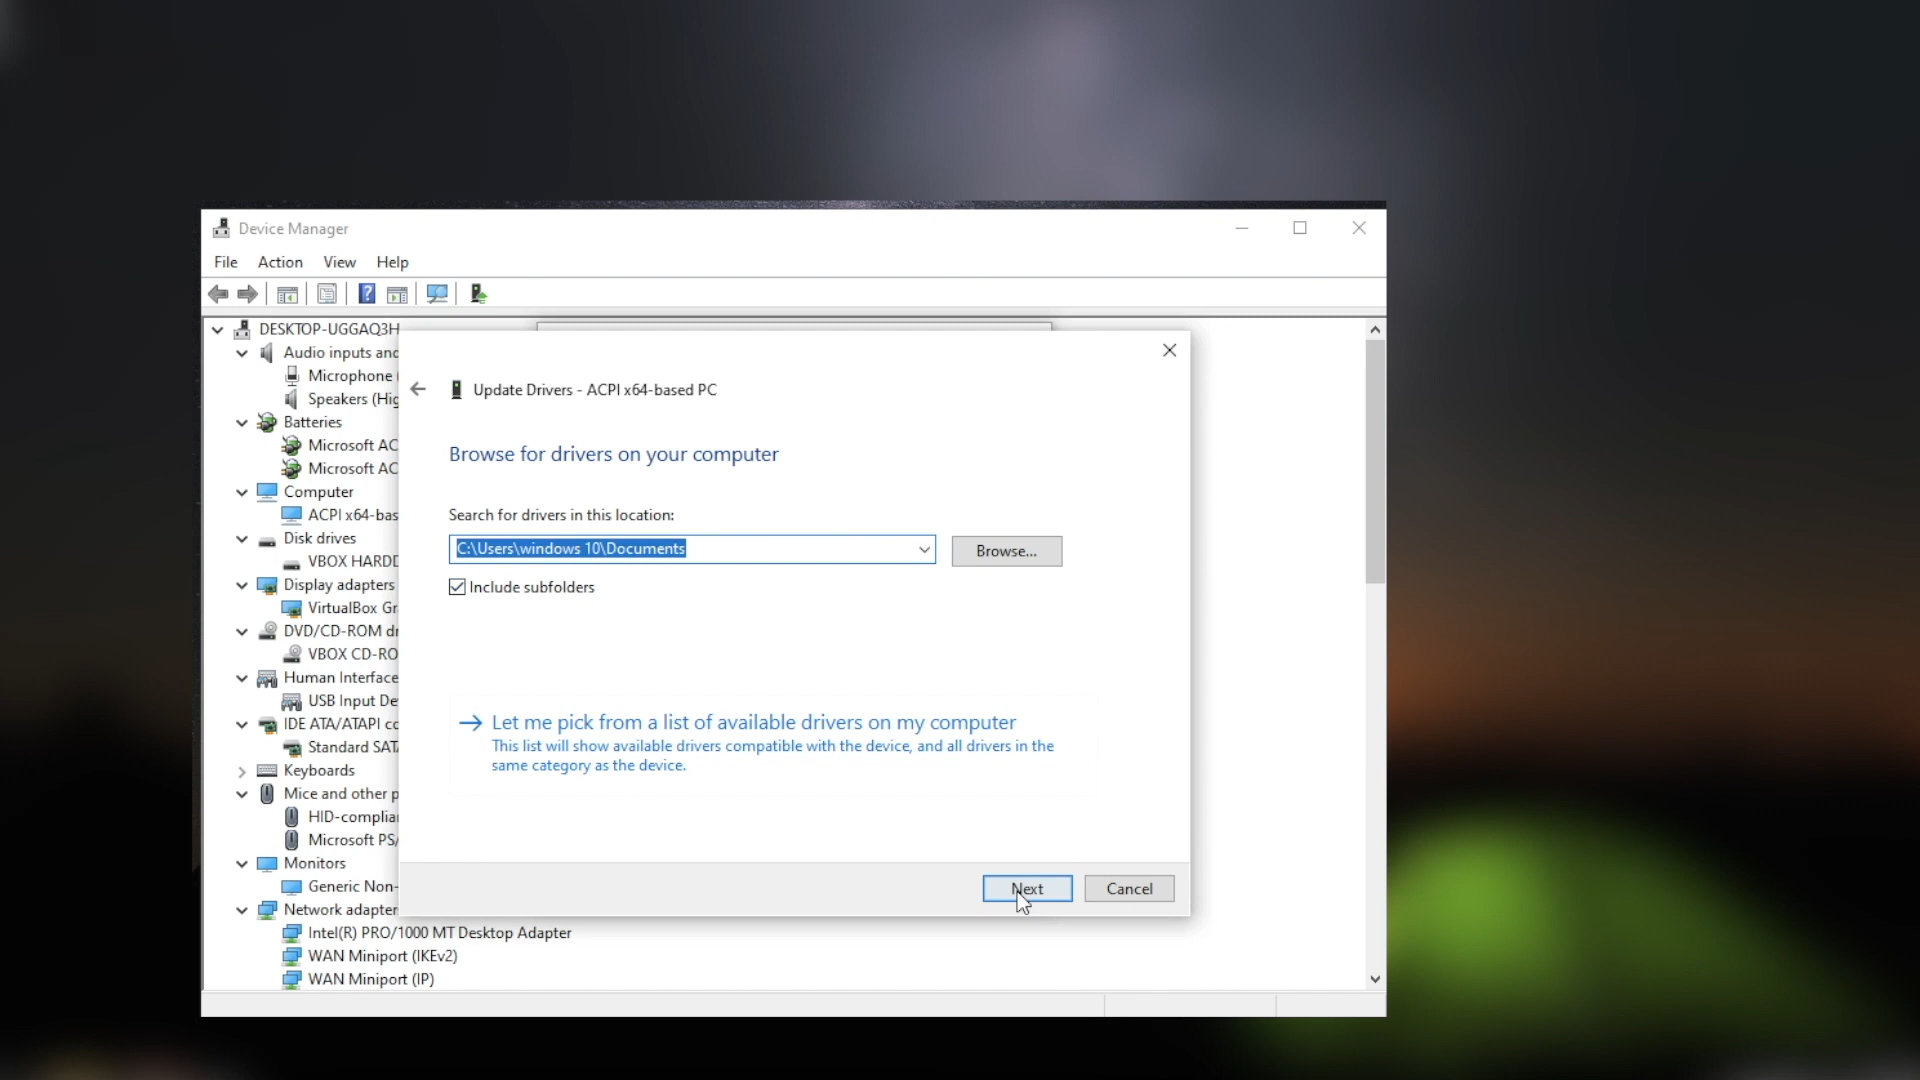 Device Manager
File Action View Help
DESKTOP-UGGAQ3H
Audio inputs and
Microphone
Speakers (Hig
Batteries
Microsoft AC
Microsoft AC
Computer
ACPI x64-bas
Disk drives
VBOX HARDD
Display adapters
VirtualBox Gr
DVD/CD-ROM dr
VBOX CD-RO
Human Interface
USB Input De
IDE ATA/ATAPI co
Standard SATA
Keyboards
Mice and other p
HID-complia
Microsoft PS/
Monitors
Generic Non-
Network adapter
Intel(R) PRO/1000 MT Desktop Adapter
WAN Miniport (IKEv2)
WAN Miniport (IP)
Update Drivers - ACPI x64-based PC
Browse for drivers on your computer
Search for drivers in this location:
C:\Users\windows 10\Documents
Browse...
Include subfolders
Let me pick from a list of available drivers on my computer
This list will show available drivers compatible with the device, and all drivers in the
same category as the device.
Next
Cancel